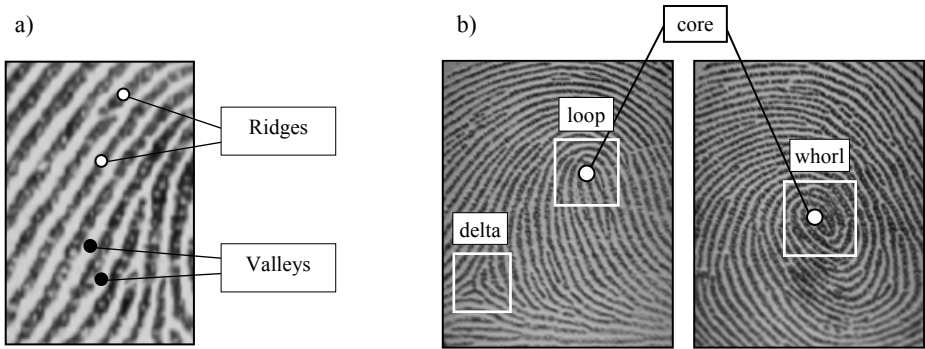 a)
Ridges
Valleys
b)
core
loop
whorl
delta